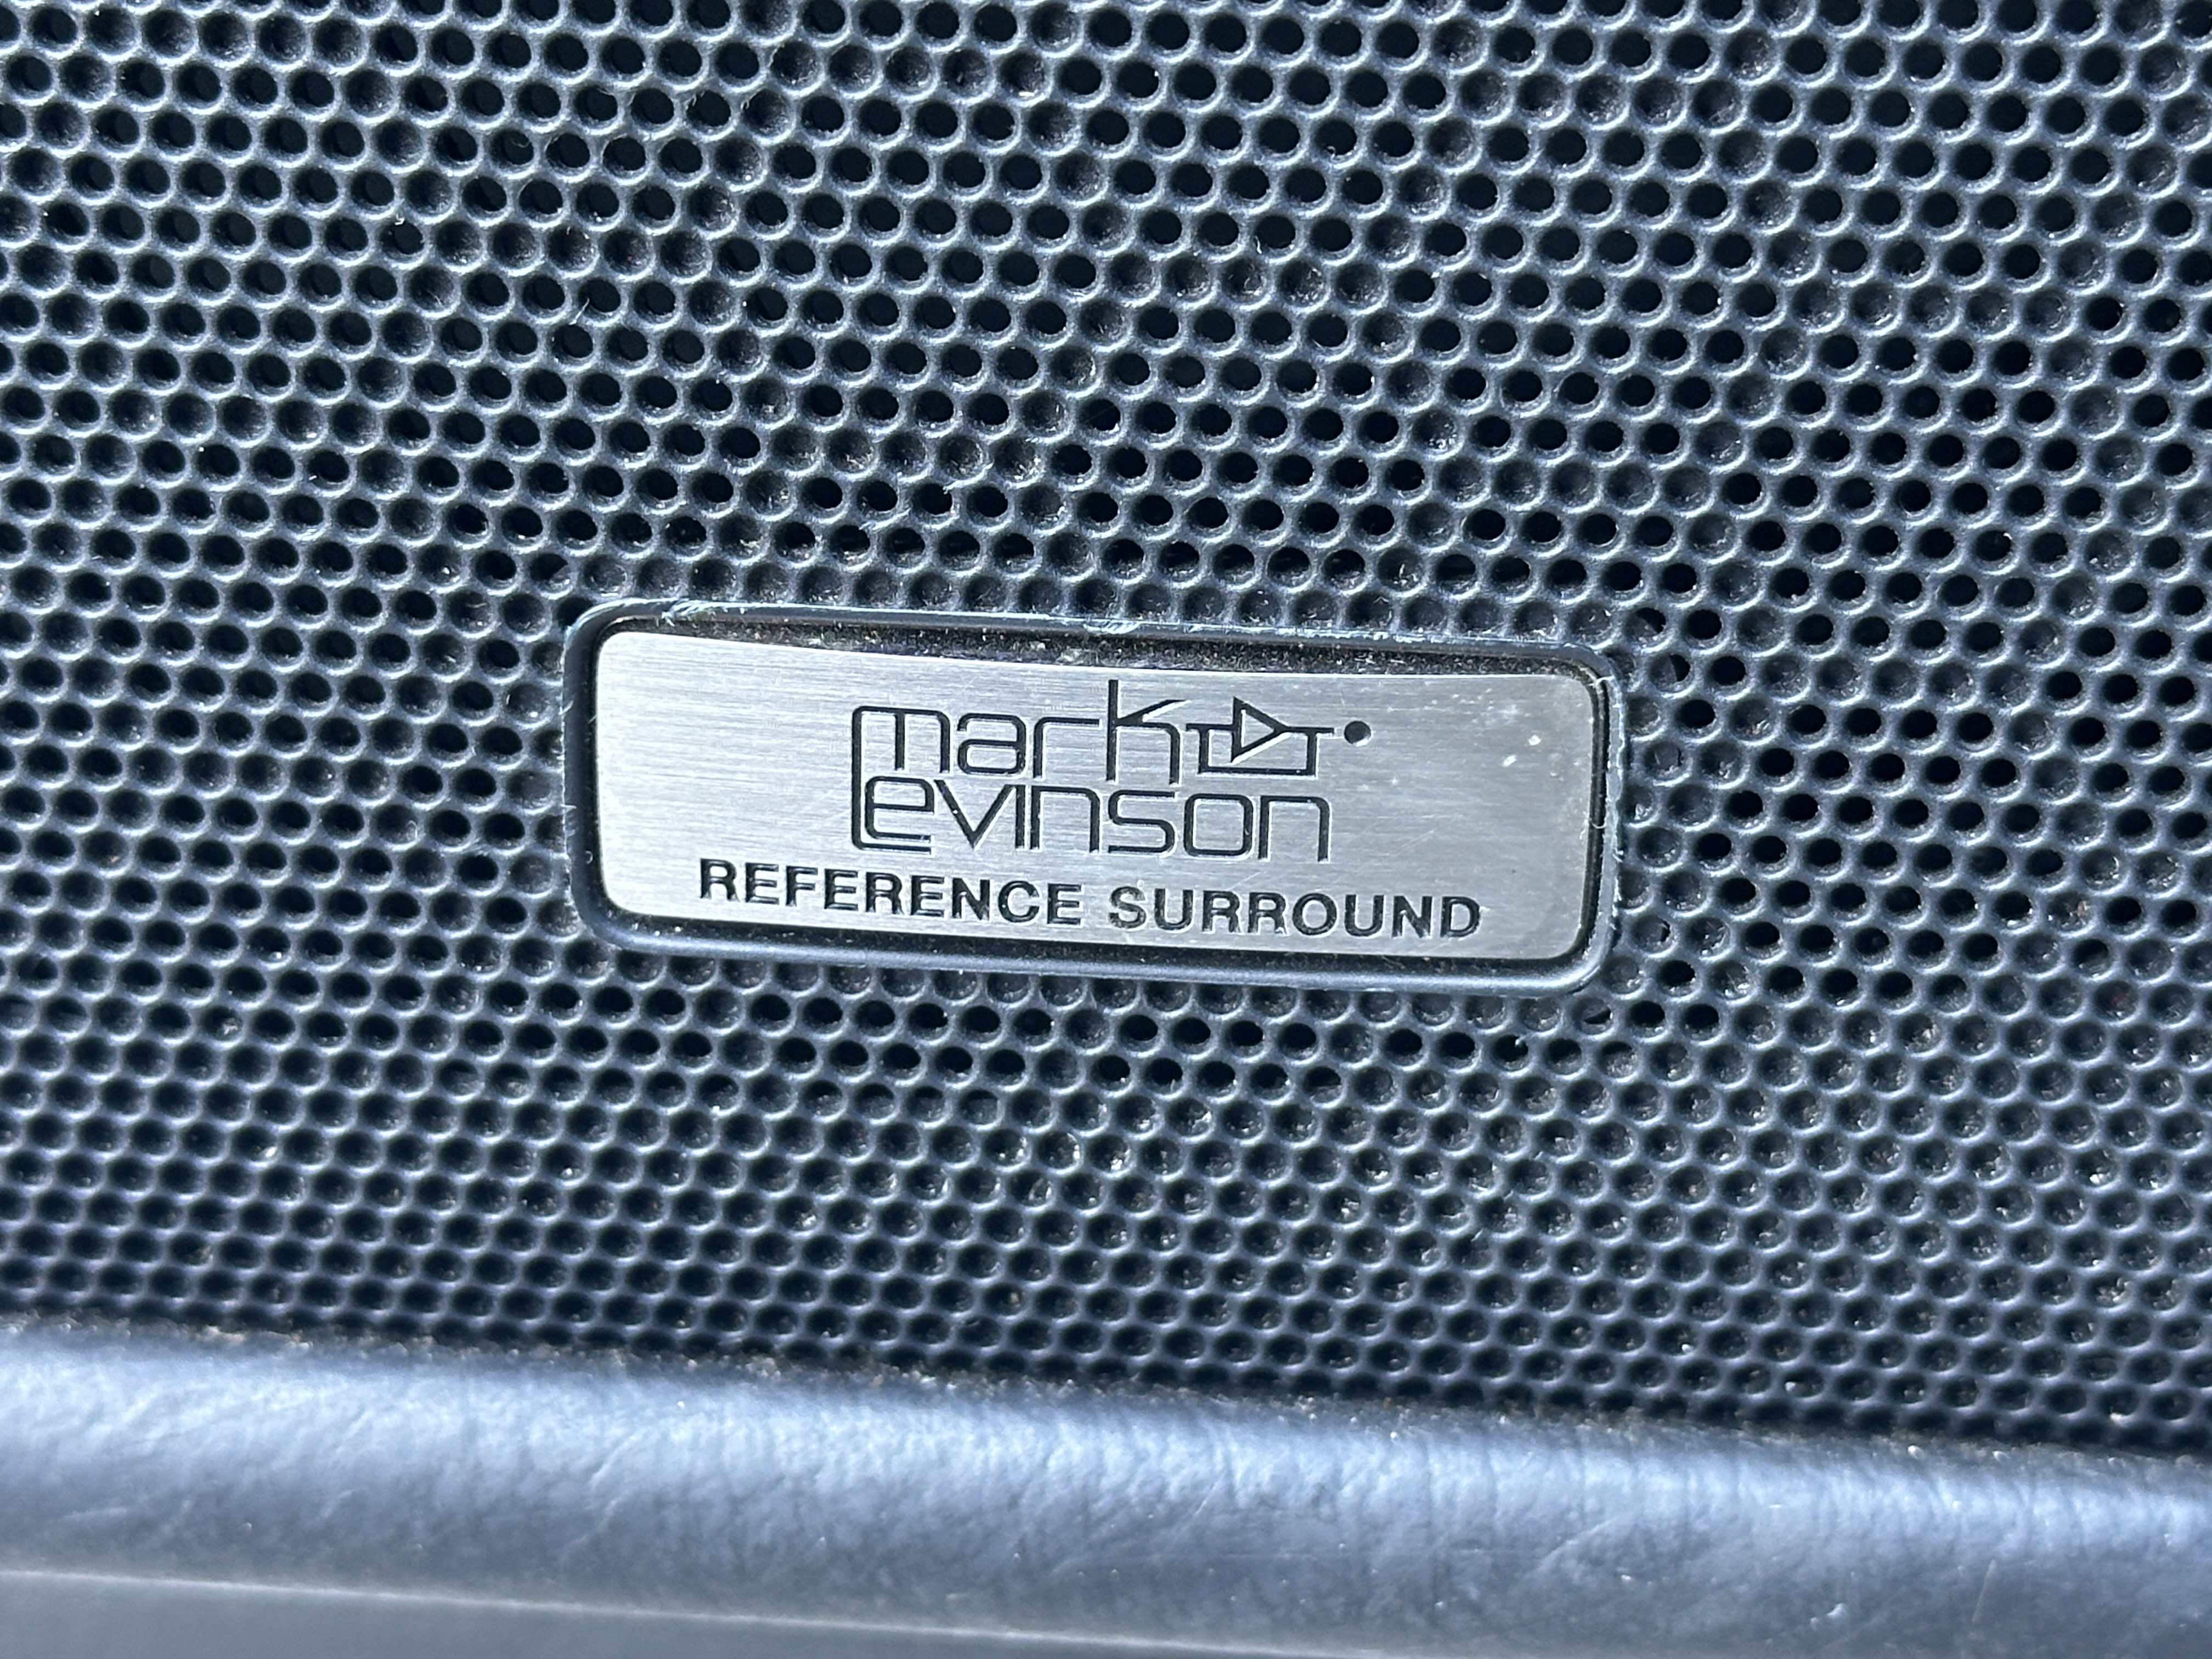 mark
Levinson
REFERENCE SURROUND